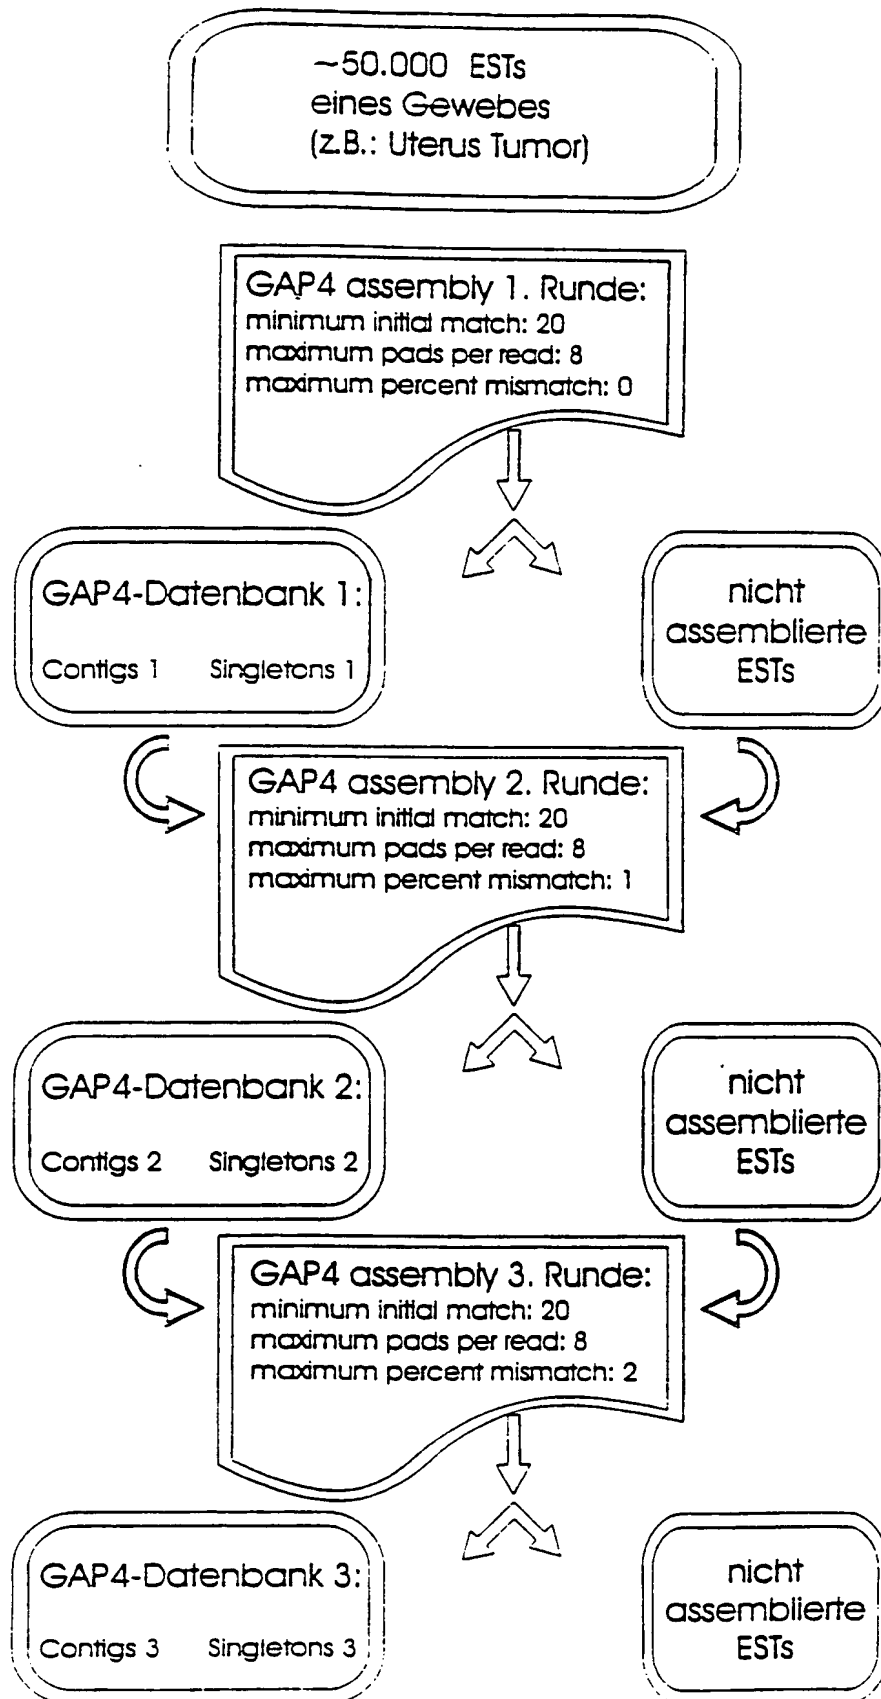 ~50.000 ESTs
eines Gewebes
(z.B.: Uterus Tumor)
GAP4 assembly 1. Runde:
minimum initial match: 20
maximum pads per read: 8
maximum percent mismatch: 0
GAP4-Datenbank 1:
Contigs 1 Singletons 1
nicht
assemblierte
ESTs
GAP4 assembly 2. Runde:
minimum initial match: 20
maximum pads per read: 8
maximum percent mismatch: 1
GAP4-Datenbank 2:
Contigs 2 Singletons 2
nicht
assemblierte
ESTs
GAP4 assembly 3. Runde:
minimum initial match: 20
maximum pads per read: 8
maximum percent mismatch: 2
GAP4-Datenbank 3:
Contigs 3 Singletons 3
nicht
assemblierte
ESTs